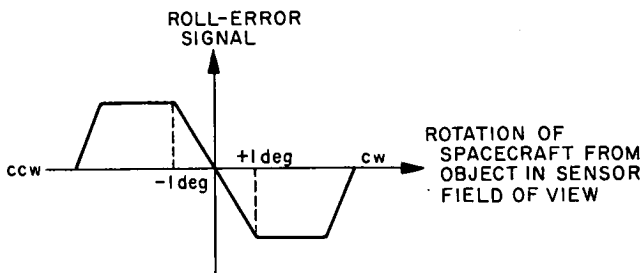 ROLL-ERROR
SIGNAL
+1 deg
cw
ROTATION OF
SPACECRAFT FROM
OBJECT IN SENSOR
FIELD OF VIEW
ccw
-1 deg